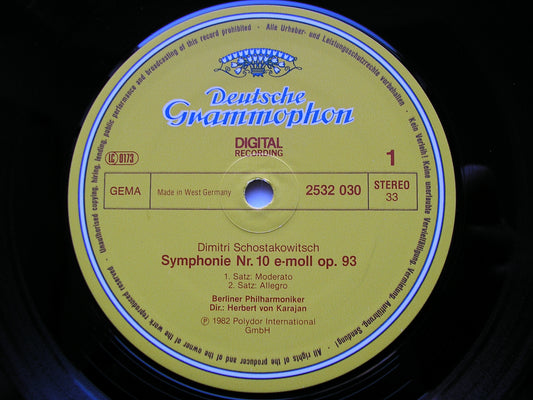 Alle Urheber- und Leistungsschutzrechte vorbehalten · Kein Verleih! Keine unerlaubte Vervielfältigung, Vermietung, Aufführung, Sendung!
All rights of the producer and of the owner of the work reproduced reserved · Unauthorised copying, hiring, lending, public performance and broadcasting of this record prohibited ·
Deutsche
Grammophon
DIGITAL
RECORDING
LC 0173
1
GEMA
Made in West Germany
2532 030
STEREO
33
Dimitri Schostakowitsch
Symphonie Nr. 10 e-moll op. 93
1. Satz: Moderato
2. Satz: Allegro
Berliner Philharmoniker
Dir.: Herbert von Karajan
℗ 1982 Polydor International
GmbH